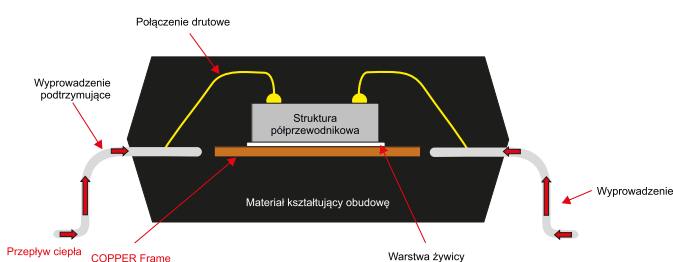 Połączenie drutowe
Wyprowadzenie
podtrzymujące
Struktura
półprzewodnikowa
Materiał kształtujący obudowę
Wyprowadzenie
Przepływ ciepła
COPPER Frame
Warstwa żywicy